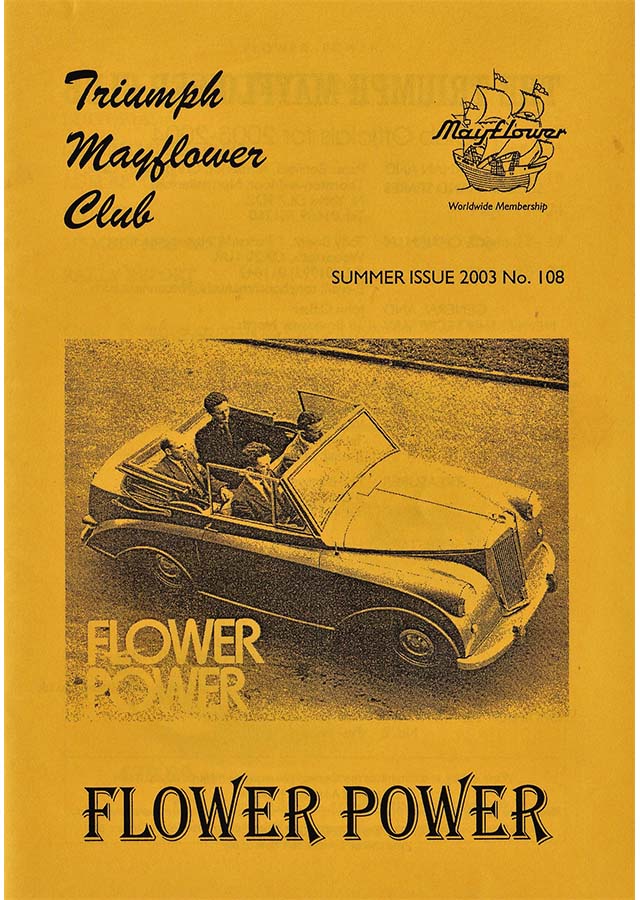 Triumph
Mayflower
Club
Mayflower
Worldwide Membership
SUMMER ISSUE 2003 No. 108
FLOWER
POWER
FLOWER POWER